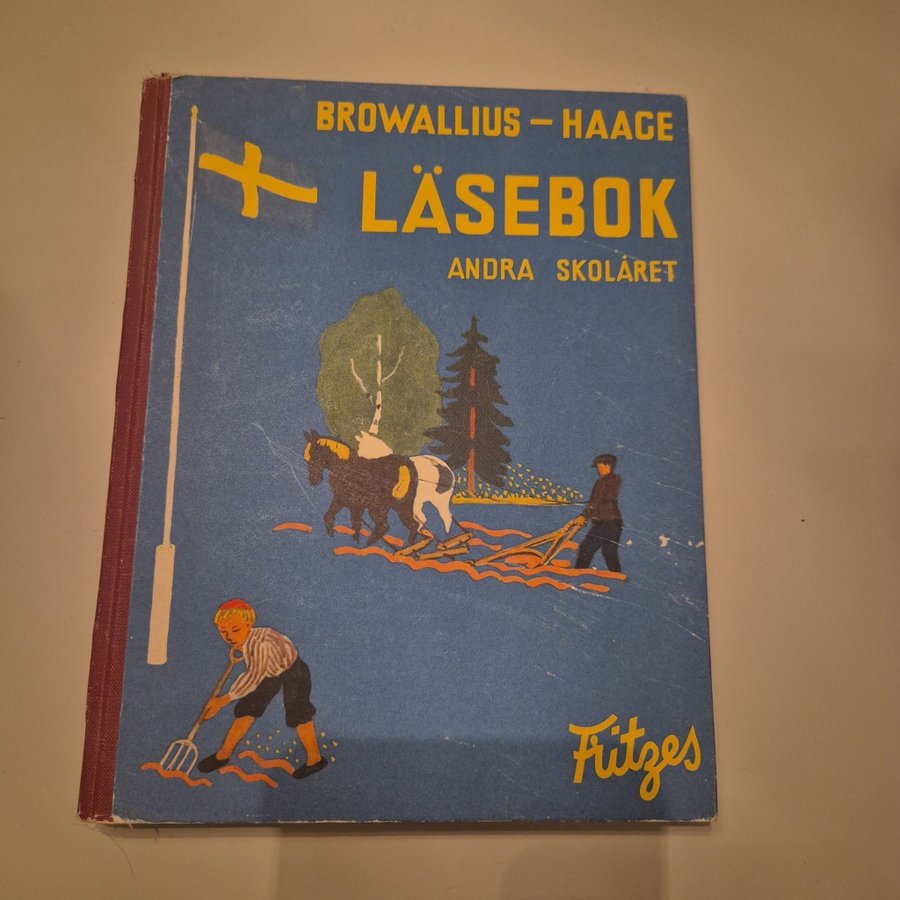 BROWALLIUS – HAAGE
LÄSEBOK
ANDRA SKOLÅRET
Fritzes